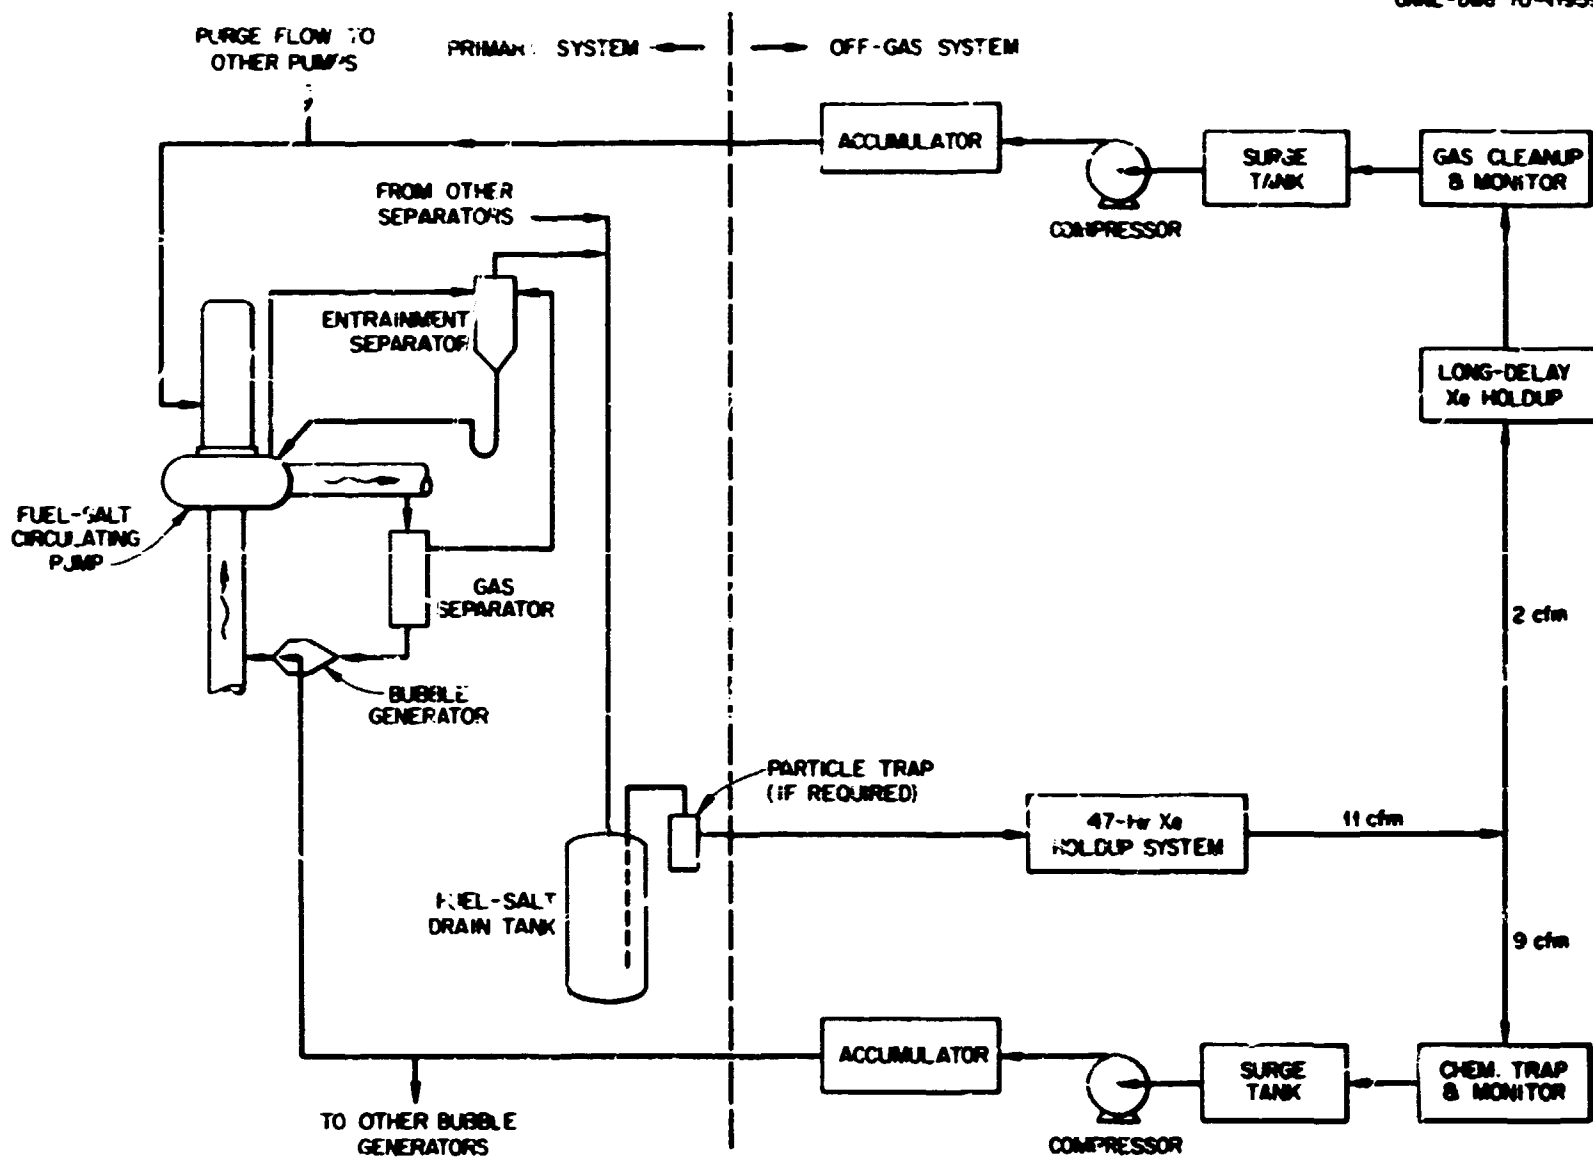 PURGE FLOW TO
OTHER PUMPS
PRIMARY SYSTEM
OFF-GAS SYSTEM
ACCUMULATOR
COMPRESSOR
SURGE
TANK
GAS CLEANUP
& MONITOR
FROM OTHER
SEPARATORS
ENTRAINMENT
SEPARATOR
LONG-DELAY
Xe HOLDUP
FUEL-SALT
CIRCULATING
PUMP
GAS
SEPARATOR
2 cfm
BUBBLE
GENERATOR
PARTICLE TRAP
(IF REQUIRED)
47-Hr Xe
HOLDUP SYSTEM
11 cfm
FUEL-SALT
DRAIN TANK
9 cfm
ACCUMULATOR
COMPRESSOR
SURGE
TANK
CHEM. TRAP
& MONITOR
TO OTHER BUBBLE
GENERATORS